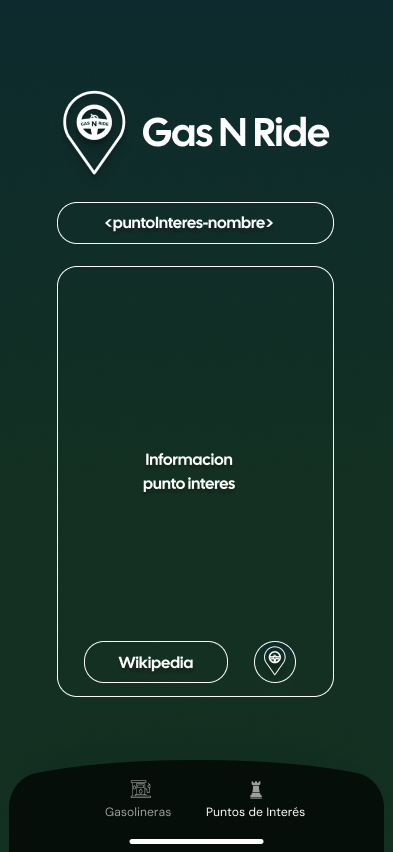 GAS N RIDE
Gas N Ride
<puntoInteres-nombre>
Informacion
punto interes
Wikipedia
Gasolineras
Puntos de Interés